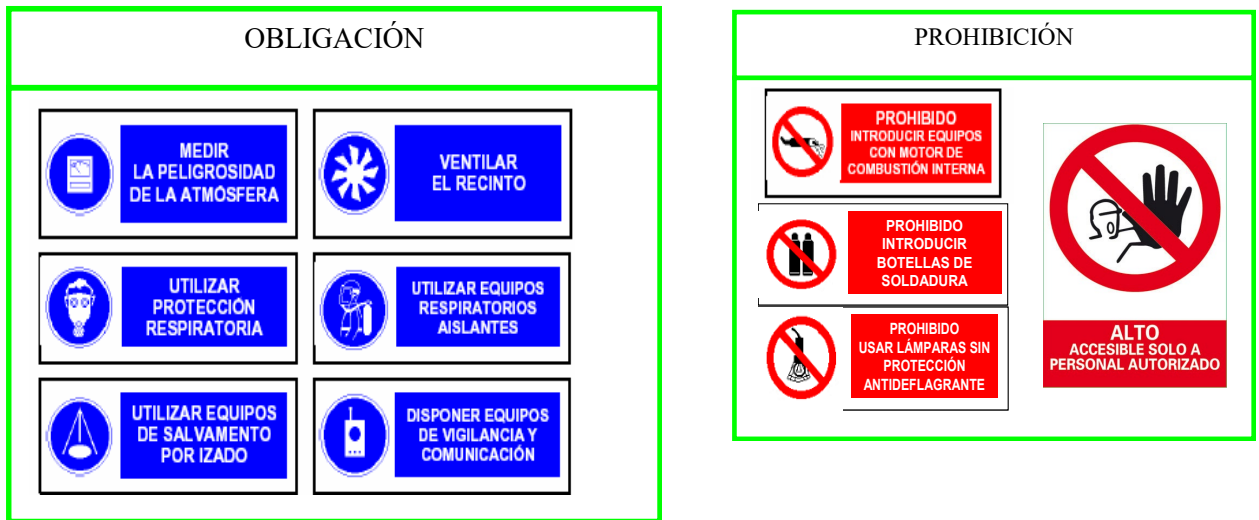 OBLIGACIÓN
MEDIR
LA PELIGROSIDAD
DE LA ATMÓSFERA
VENTILAR
EL RECINTO
UTILIZAR
PROTECCIÓN
RESPIRATORIA
UTILIZAR EQUIPOS
RESPIRATORIOS
AISLANTES
UTILIZAR EQUIPOS
DE SALVAMENTO
POR IZADO
DISPONER EQUIPOS
DE VIGILANCIA Y
COMUNICACIÓN
PROHIBICIÓN
PROHIBIDO
INTRODUCIR EQUIPOS
CON MOTOR DE
COMBUSTIÓN INTERNA
PROHIBIDO
INTRODUCIR
BOTELLAS DE
SOLDADURA
PROHIBIDO
USAR LÁMPARAS SIN
PROTECCIÓN
ANTIDEFLAGRANTE
ALTO
ACCESIBLE SOLO A
PERSONAL AUTORIZADO